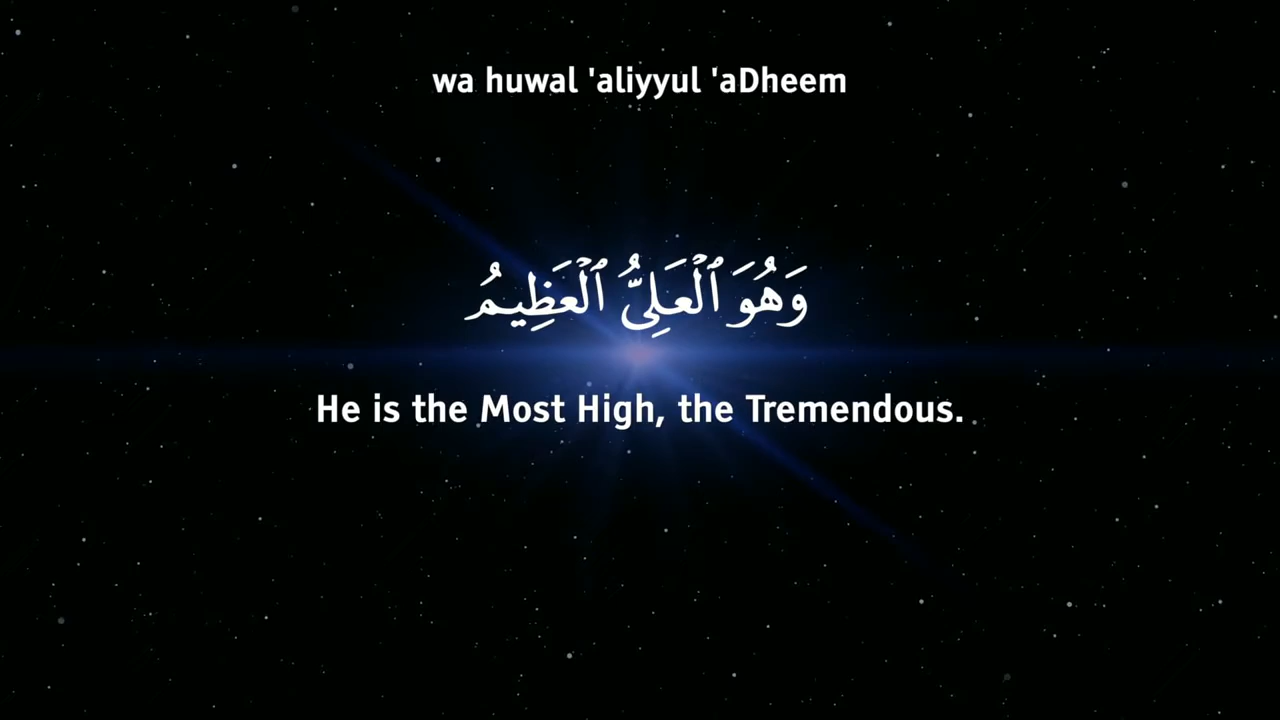 wa huwal 'aliyyul 'aDheem
وَهُوَ ٱلْعَلِىُّ ٱلْعَظِيمُ
He is the Most High, the Tremendous.